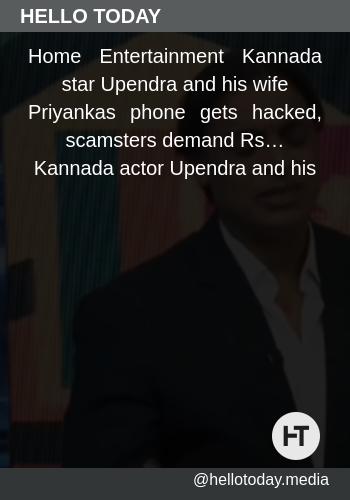 HELLO TODAY
Home Entertainment Kannada
star Upendra and his wife
Priyankas phone gets hacked,
scamsters demand Rs…
Kannada actor Upendra and his
HT
@hellotoday.media